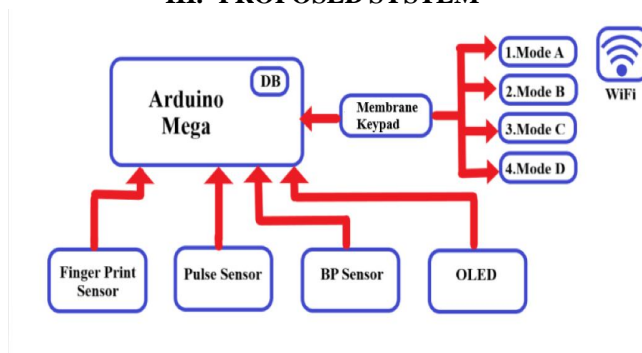 III. PROPOSED SYSTEM
DB
Arduino
Mega
Membrane
Keypad
1.Mode A
2.Mode B
3.Mode C
4.Mode D
WiFi
Finger Print
Sensor
Pulse Sensor
BP Sensor
OLED